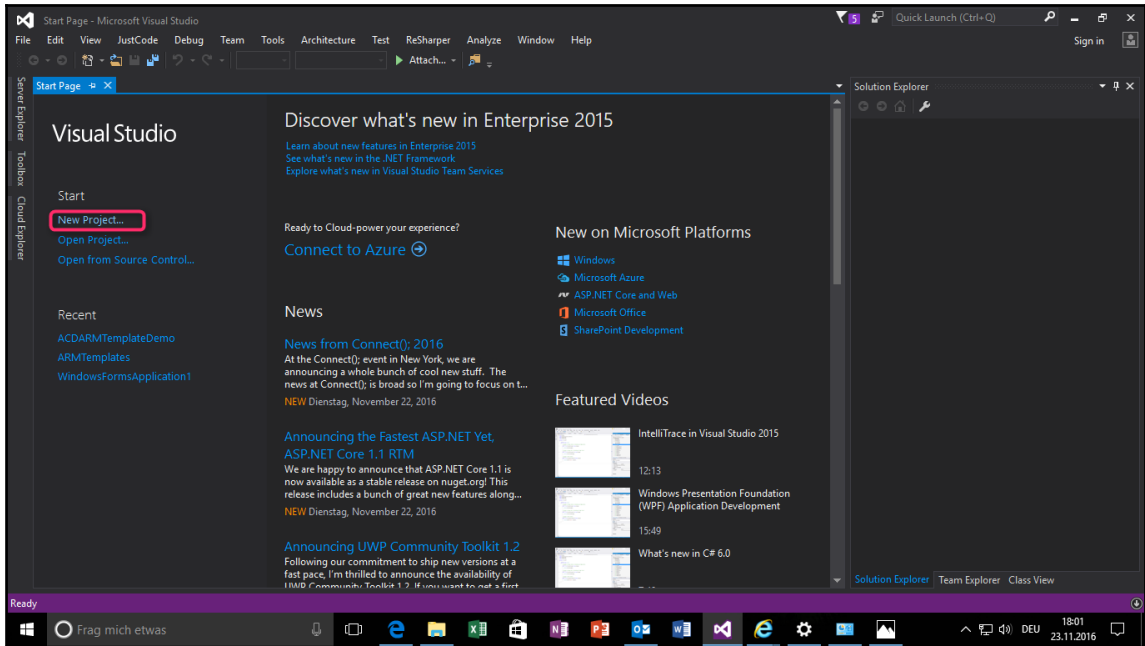 Start Page - Microsoft Visual Studio
5
Quick Launch (Ctrl+Q)
File Edit View JustCode Debug Team Tools Architecture Test ReSharper Analyze Window Help
Sign in
Attach...
Server Explorer
Toolbox
Cloud Explorer
Start Page
Visual Studio
Start
New Project...
Open Project...
Open from Source Control...
Recent
ACDARMTemplateDemo
ARMTemplates
WindowsFormsApplication1
Discover what's new in Enterprise 2015
Learn about new features in Enterprise 2015
See what's new in the .NET Framework
Explore what's new in Visual Studio Team Services
Ready to Cloud-power your experience?
Connect to Azure
News
News from Connect(); 2016
At the Connect(); event in New York, we are
announcing a whole bunch of cool new stuff. The
news at Connect(); is broad so I'm going to focus on t...
NEW Dienstag, November 22, 2016
Announcing the Fastest ASP.NET Yet,
ASP.NET Core 1.1 RTM
We are happy to announce that ASP.NET Core 1.1 is
now available as a stable release on nuget.org! This
release includes a bunch of great new features along...
NEW Dienstag, November 22, 2016
Announcing UWP Community Toolkit 1.2
Following our commitment to ship new versions at a
fast pace, I'm thrilled to announce the availability of
UWP Community Toolkit 1.2. If you want to get a first
New on Microsoft Platforms
Windows
Microsoft Azure
ASP.NET Core and Web
Microsoft Office
SharePoint Development
Featured Videos
IntelliTrace in Visual Studio 2015
12:13
Windows Presentation Foundation
(WPF) Application Development
15:49
What's new in C# 6.0
Solution Explorer
Solution Explorer Team Explorer Class View
Ready
Frag mich etwas
DEU
18:01
23.11.2016